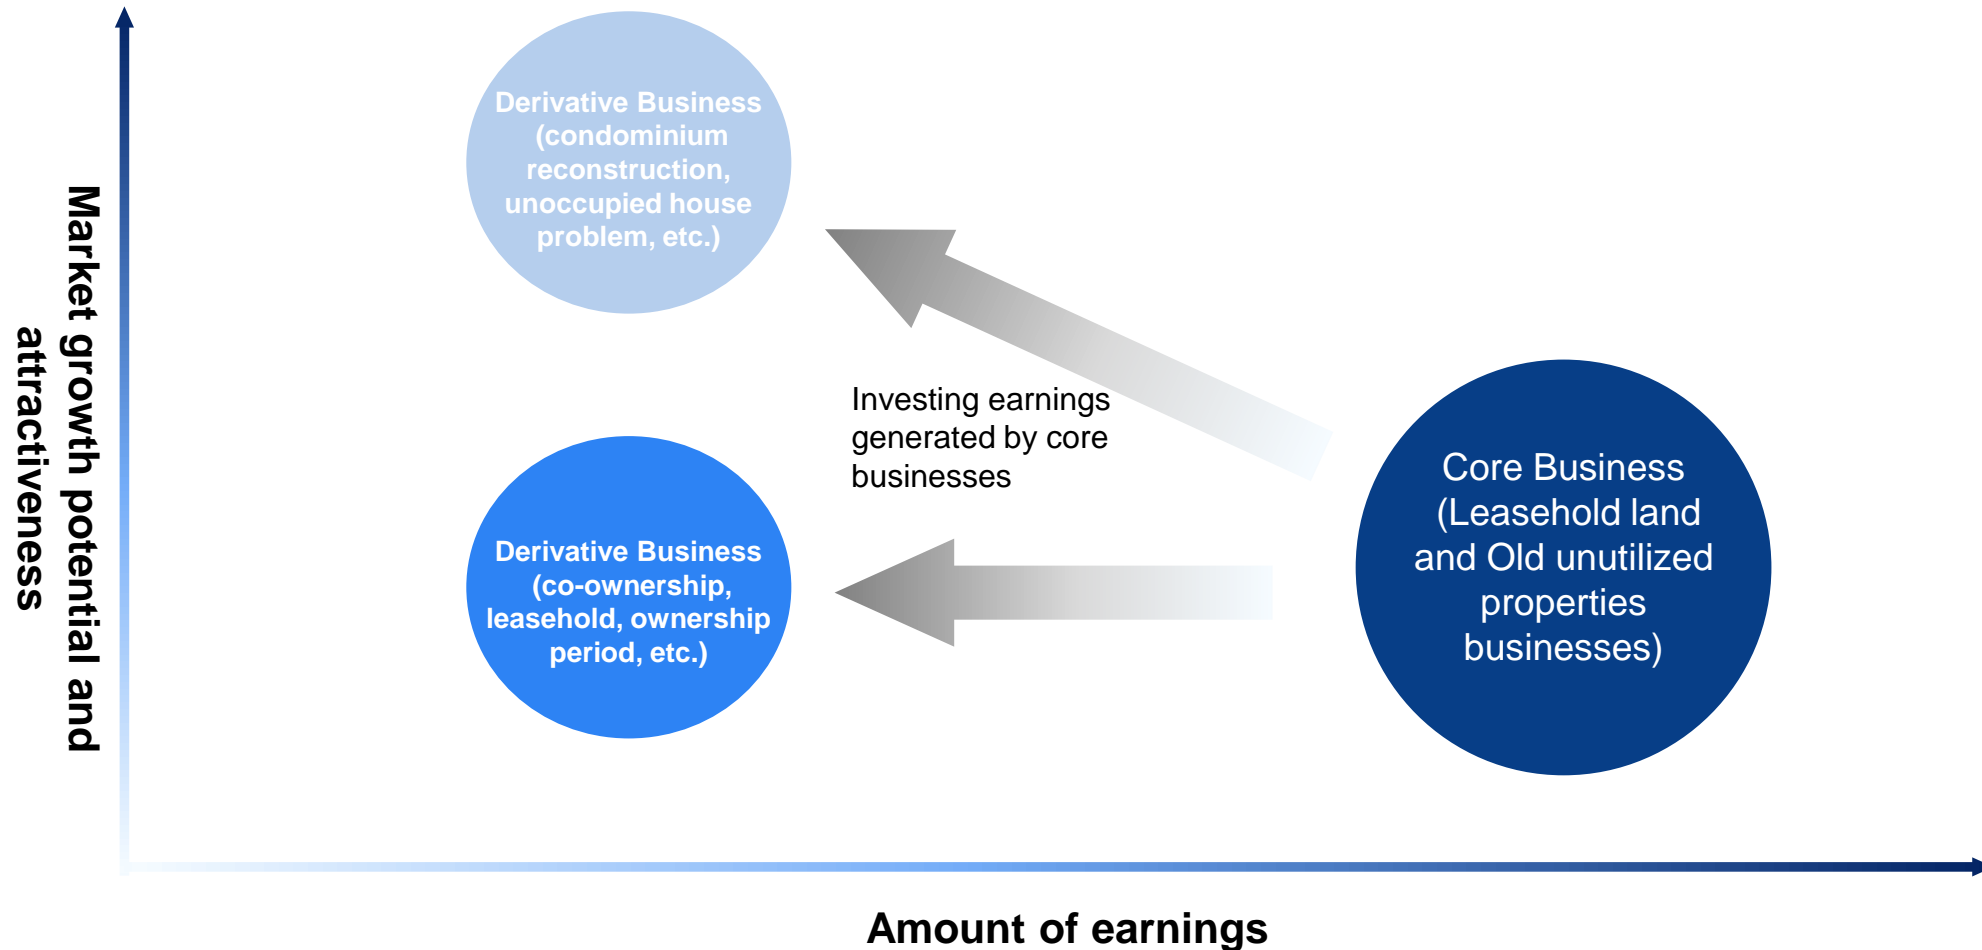 Market growth potential and
attractiveness
Derivative Business
(condominium
reconstruction,
unoccupied house
problem, etc.)
Investing earnings
generated by core
businesses
Derivative Business
(co-ownership,
leasehold, ownership
period, etc.)
Core Business
(Leasehold land
and Old unutilized
properties
businesses)
Amount of earnings